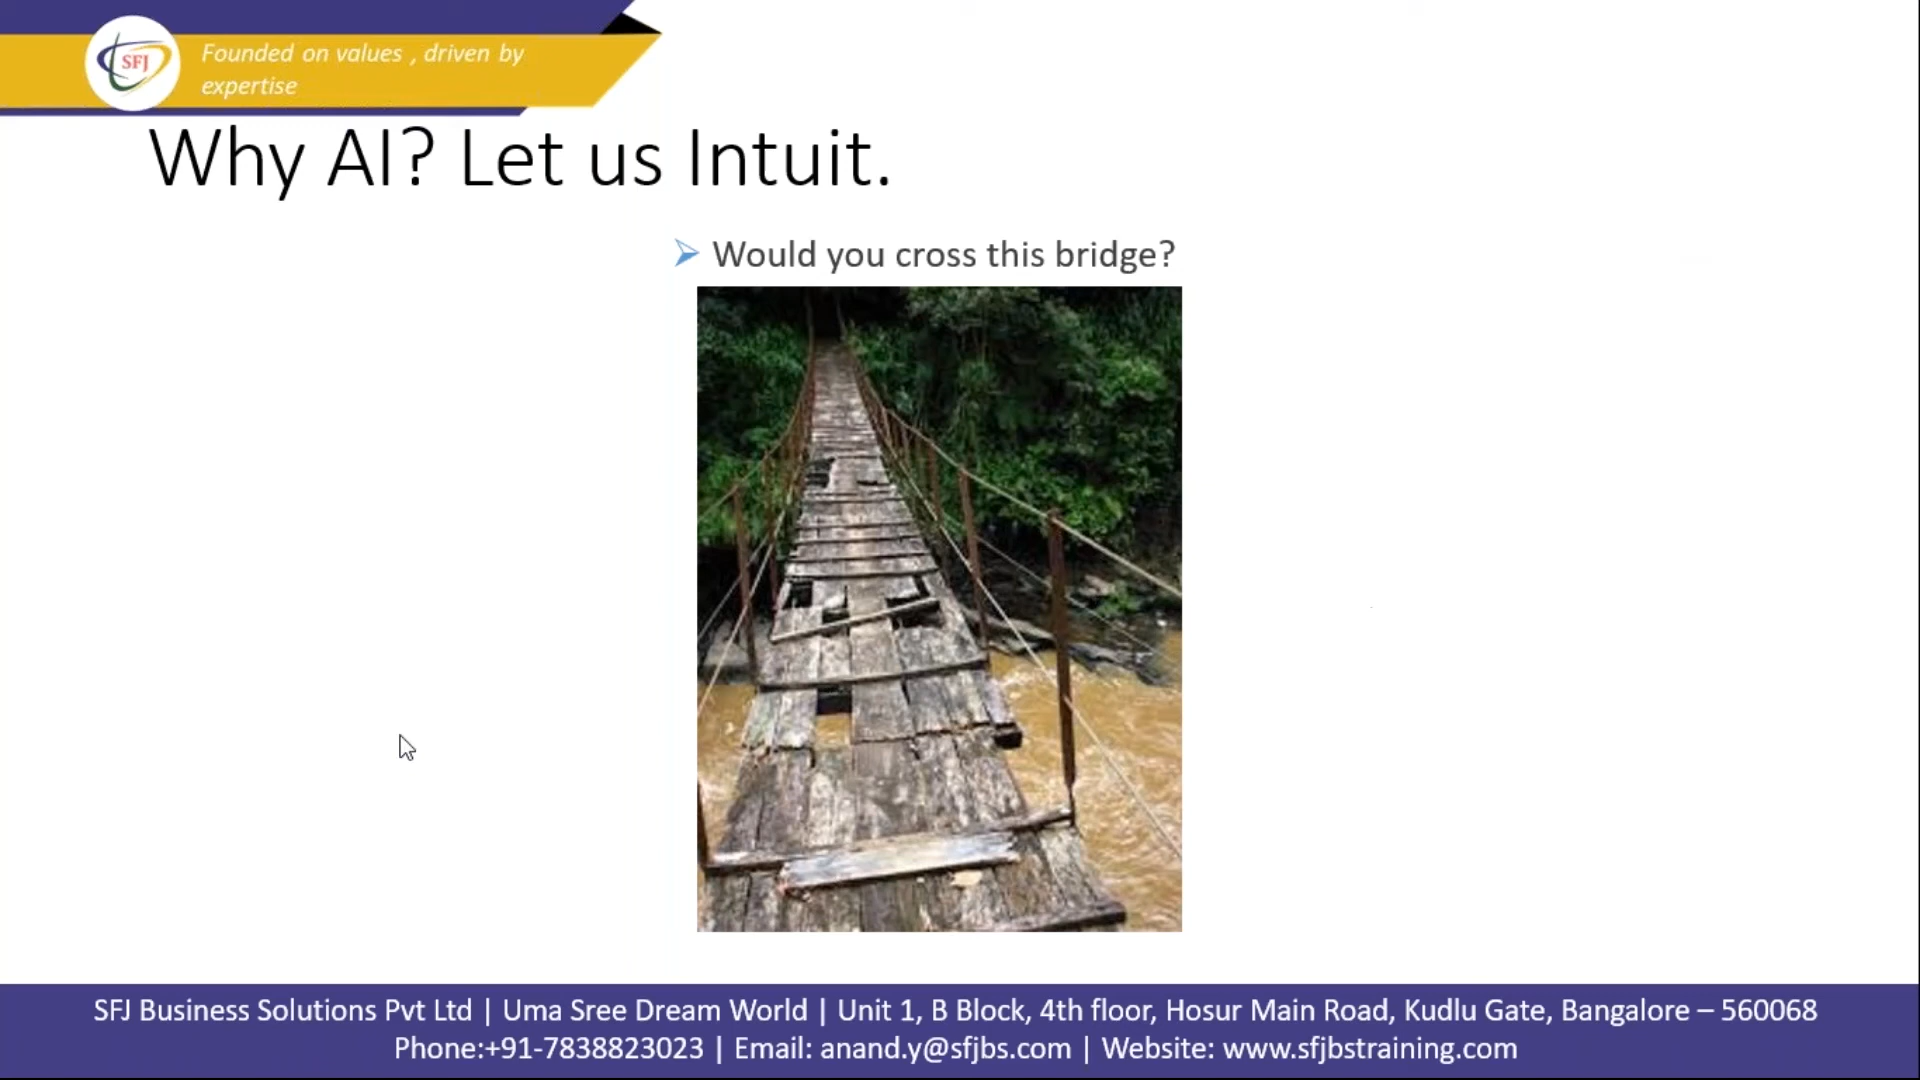 SFJ
Founded on values , driven by
expertise
Why AI? Let us Intuit.
Would you cross this bridge?
SFJ Business Solutions Pvt Ltd | Uma Sree Dream World | Unit 1, B Block, 4th floor, Hosur Main Road, Kudlu Gate, Bangalore – 560068
Phone:+91-7838823023 | Email: anand.y@sfjbs.com | Website: www.sfjbstraining.com